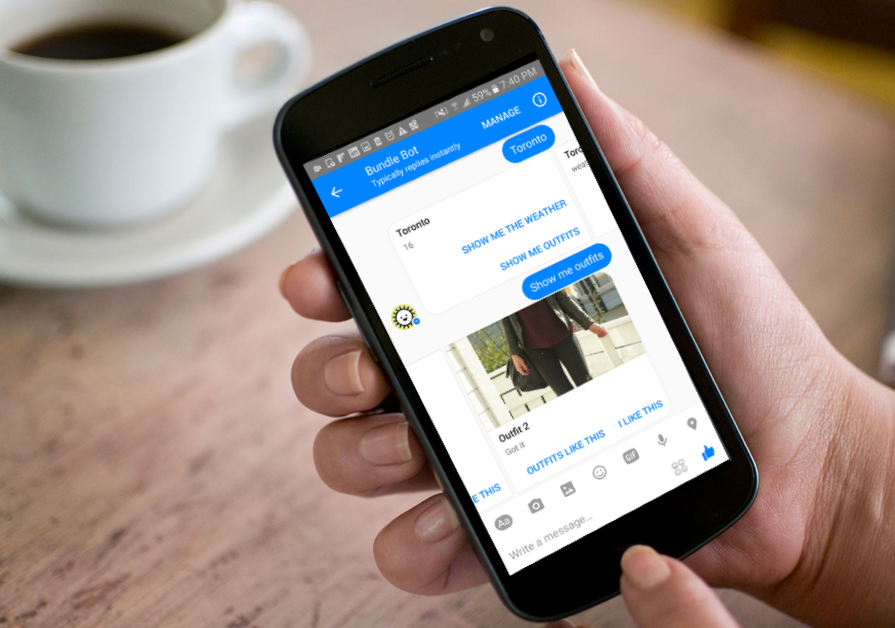 59% 7:40 PM
Bundle Bot
Typically replies instantly
MANAGE
Toronto
Toronto
16
SHOW ME THE WEATHER
SHOW ME OUTFITS
Toro
wea
Show me outfits
Outfit 2
Got it
OUTFITS LIKE THIS
I LIKE THIS
E THIS
Aa
GIF
Write a message...